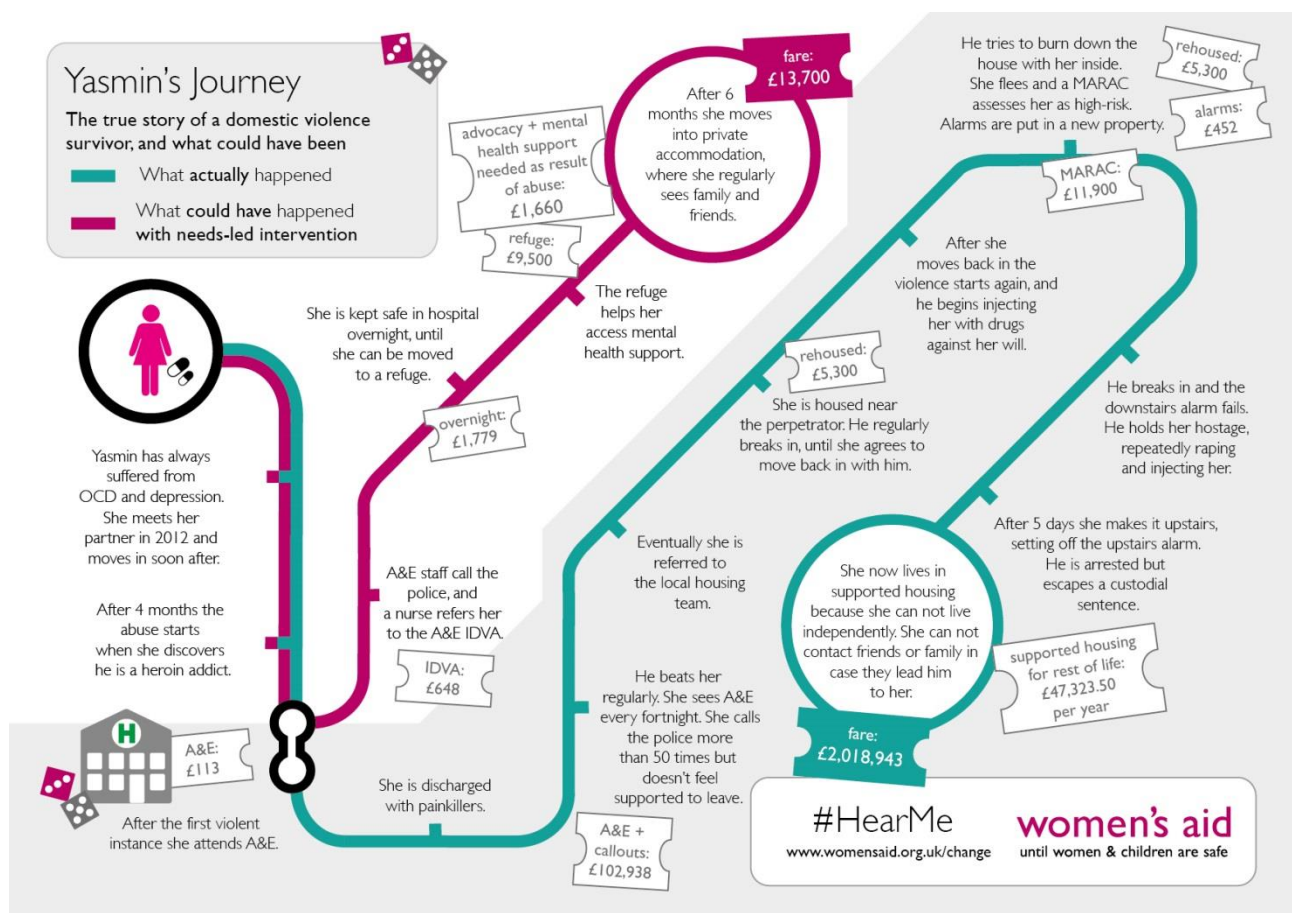 Yasmin's Journey
The true story of a domestic violence
survivor, and what could have been
What actually happened
What could have happened
with needs-led intervention
Yasmin has always
suffered from
OCD and depression.
She meets her
partner in 2012 and
moves in soon after.
After 4 months the
abuse starts
when she discovers
he is a heroin addict.
H
A&E:
£113
After the first violent
instance she attends A&E.
A&E staff call the
police, and
a nurse refers her
to the A&E IDVA.
IDVA:
£648
She is kept safe in hospital
overnight, until
she can be moved
to a refuge.
overnight:
£1,779
The refuge
helps her
access mental
health support.
advocacy + mental
health support
needed as result
of abuse:
£1,660
refuge:
£9,500
After 6
months she moves
into private
accommodation,
where she regularly
sees family and
friends.
fare:
£13,700
She is discharged
with painkillers.
He beats her
regularly. She sees A&E
every fortnight. She calls
the police more
than 50 times but
doesn't feel
supported to leave.
A&E +
callouts:
£102,938
Eventually she is
referred to
the local housing
team.
rehoused:
£5,300
She is housed near
the perpetrator. He regularly
breaks in, until she agrees to
move back in with him.
After she
moves back in the
violence starts again, and
he begins injecting
her with drugs
against her will.
He tries to burn down the
house with her inside.
She flees and a MARAC
assesses her as high-risk.
Alarms are put in a new property.
rehoused:
£5,300
alarms:
£452
MARAC:
£11,900
He breaks in and the
downstairs alarm fails.
He holds her hostage,
repeatedly raping
and injecting her.
After 5 days she makes it upstairs,
setting off the upstairs alarm.
He is arrested but
escapes a custodial
sentence.
She now lives in
supported housing
because she can not live
independently. She can not
contact friends or family in
case they lead him
to her.
supported housing
for rest of life:
£47,323.50
per year
fare:
£2,018,943
#HearMe
www.womensaid.org.uk/change
women's aid
until women & children are safe